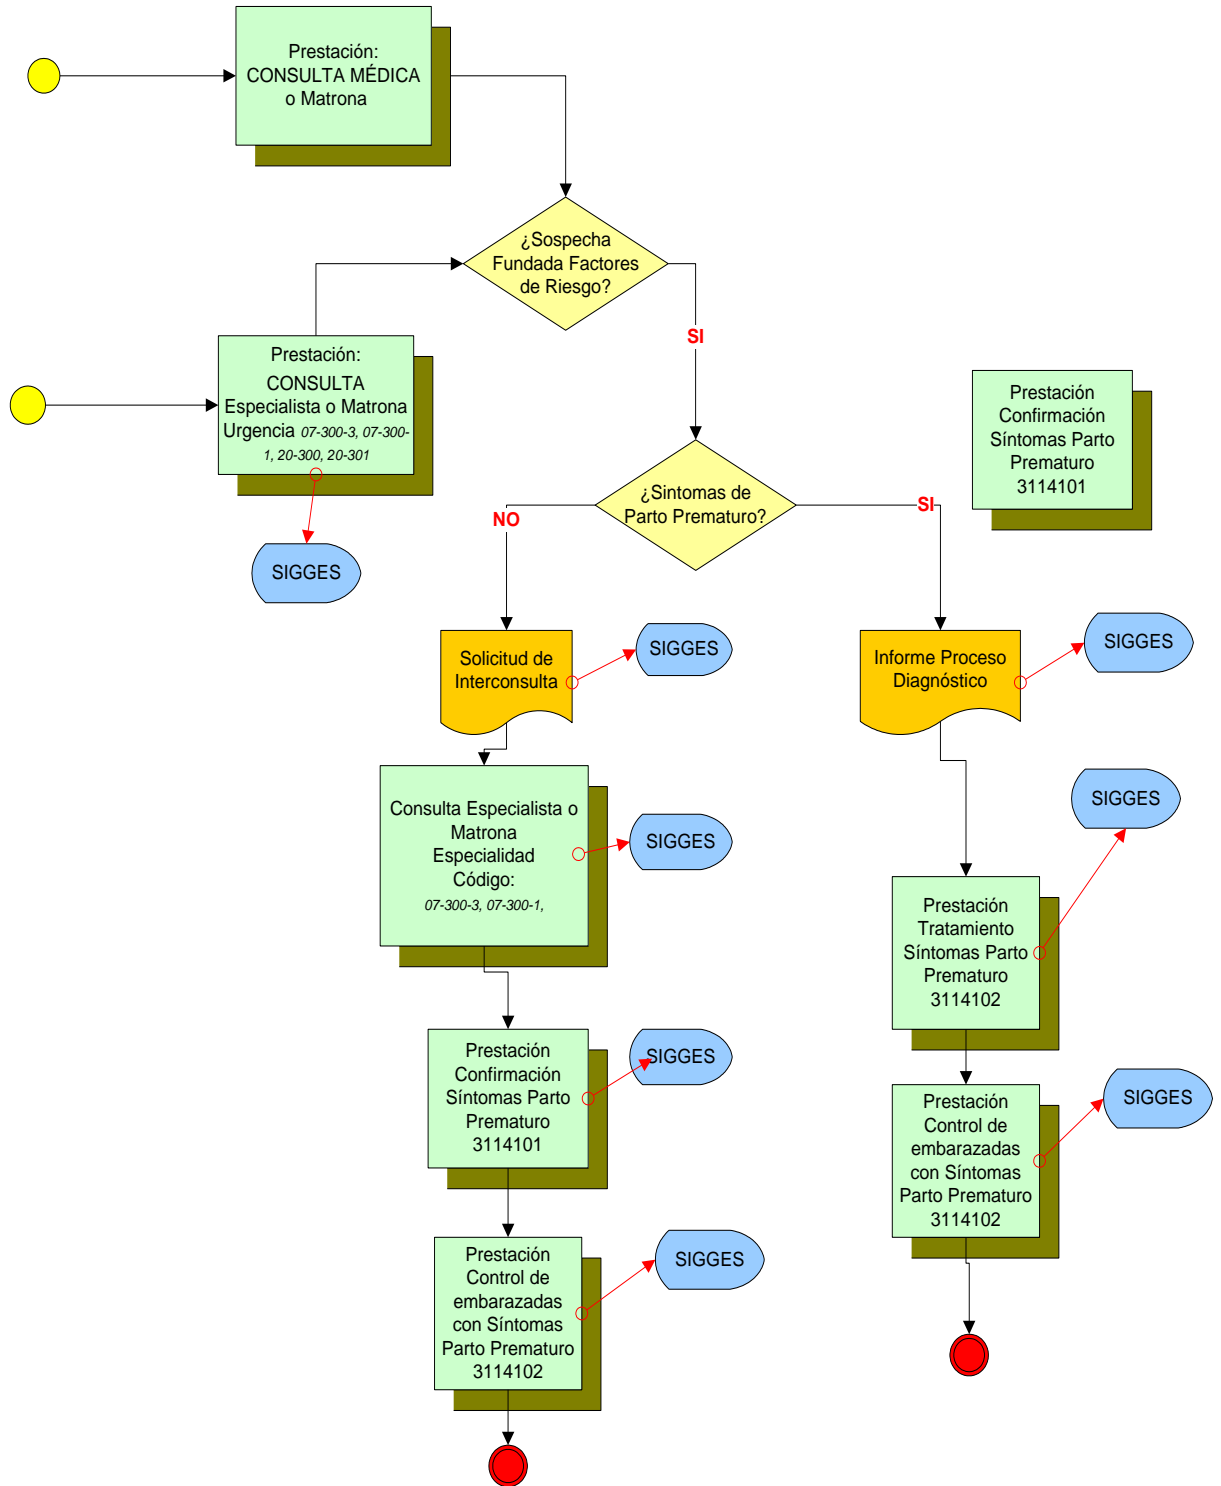 Prestación:
CONSULTA MÉDICA
o Matrona
¿Sospecha
Fundada Factores
de Riesgo?
SI
Prestación:
CONSULTA
Especialista o Matrona
Urgencia 07-300-3, 07-300-
1, 20-300, 20-301
SIGGES
Prestación
Confirmación
Síntomas Parto
Prematuro
3114101
¿Sintomas de
Parto Prematuro?
NO
SI
Solicitud de
Interconsulta
SIGGES
Informe Proceso
Diagnóstico
SIGGES
Consulta Especialista o
Matrona
Especialidad
Código:
07-300-3, 07-300-1,
SIGGES
SIGGES
Prestación
Tratamiento
Síntomas Parto
Prematuro
3114102
Prestación
Confirmación
Síntomas Parto
Prematuro
3114101
SIGGES
Prestación
Control de
embarazadas
con Síntomas
Parto Prematuro
3114102
SIGGES
Prestación
Control de
embarazadas
con Síntomas
Parto Prematuro
3114102
SIGGES